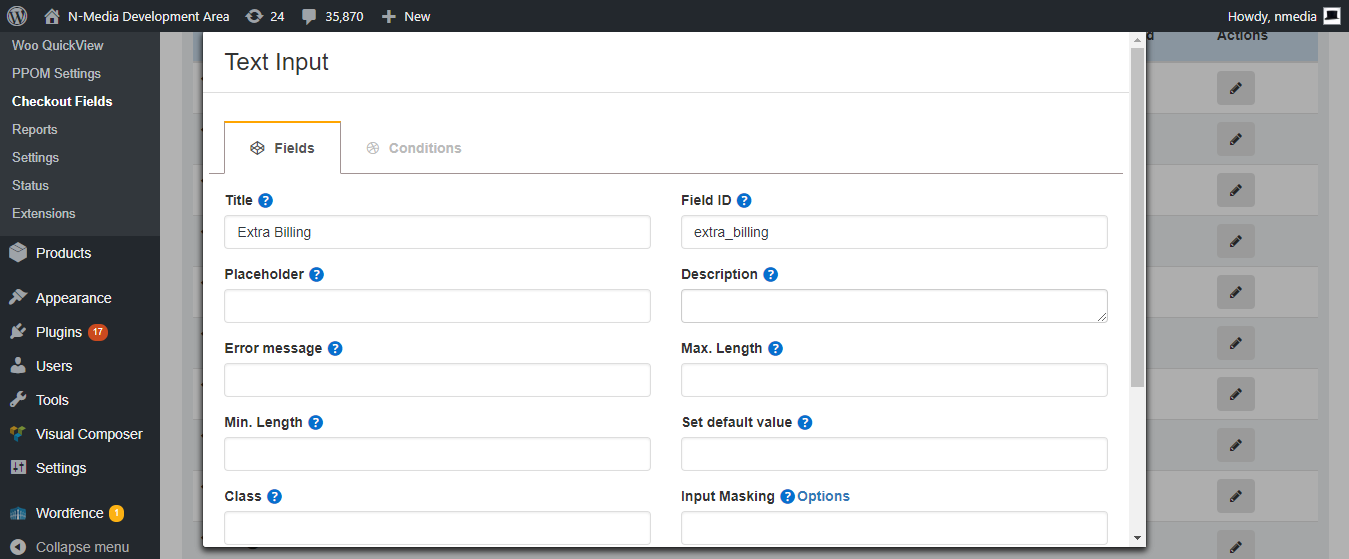 N-Media Development Area 24 35,870 New Howdy, nmedia
Woo QuickView
PPOM Settings
Checkout Fields
Reports
Settings
Status
Extensions
Products
Appearance
Plugins 17
Users
Tools
Visual Composer
Settings
Wordfence 1
Collapse menu
Actions
Text Input
Fields Conditions
Title Field ID
Extra Billing extra_billing
Placeholder Description
Error message Max. Length
Min. Length Set default value
Class Input Masking Options